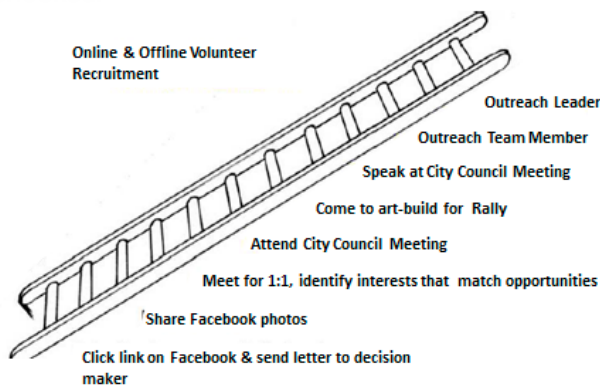 Online & Offline Volunteer
Recruitment
Outreach Leader
Outreach Team Member
Speak at City Council Meeting
Come to art-build for Rally
Attend City Council Meeting
Meet for 1:1, identify interests that match opportunities
Share Facebook photos
Click link on Facebook & send letter to decision
maker